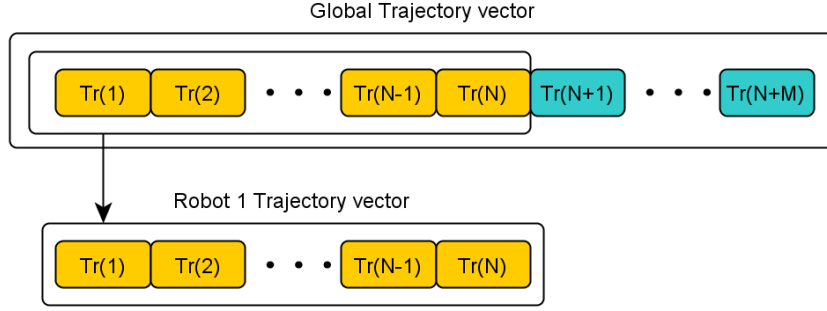 Global Trajectory vector
Tr(1) Tr(2) • • • Tr(N-1) Tr(N) Tr(N+1) • • • Tr(N+M)
Robot 1 Trajectory vector
Tr(1) Tr(2) • • • Tr(N-1) Tr(N)